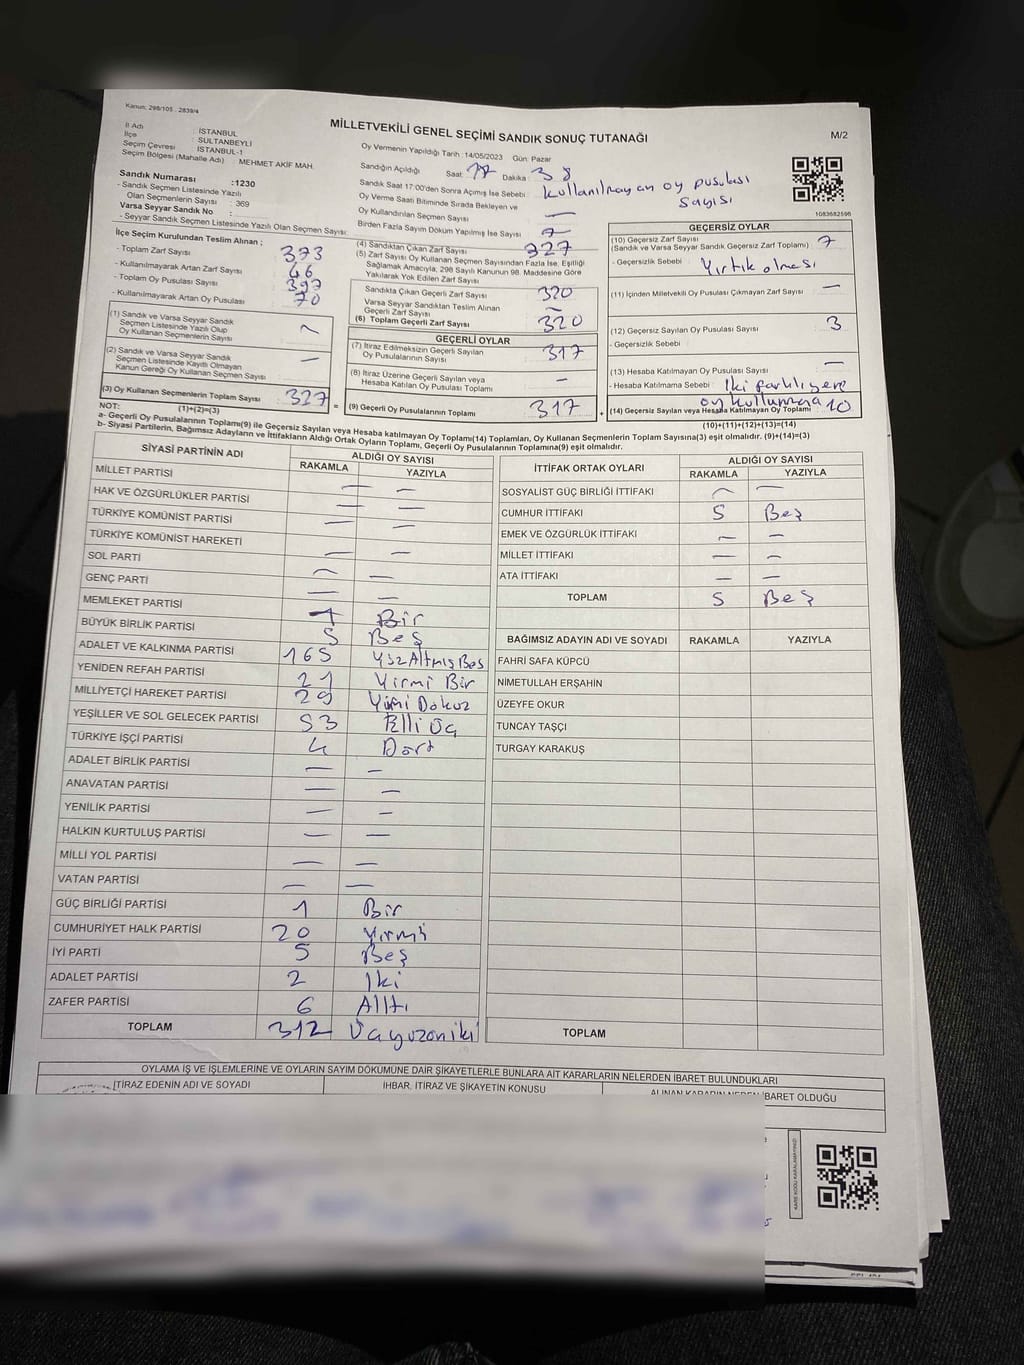 Kanun: 298/105 - 2839/4
MİLLETVEKİLİ GENEL SEÇİMİ SANDIK SONUÇ TUTANAĞI
M/2
İl Adı : İSTANBUL
İlçe : SULTANBEYLİ
Seçim Çevresi : İSTANBUL-1
Seçim Bölgesi (Mahalle Adı) : MEHMET AKİF MAH.
Sandık Numarası :1230
- Sandık Seçmen Listesinde Yazılı
Olan Seçmenlerin Sayısı : 369
Varsa Seyyar Sandık No :
- Seyyar Sandık Seçmen Listesinde Yazılı Olan Seçmen Sayısı:
Oy Vermenin Yapıldığı Tarih :14/05/2023 Gün: Pazar
Sandığın Açıldığı Saat: 17 Dakika: 38
Sandık Saat 17:00'den Sonra Açılmış İse Sebebi : kullanılmayan oy pusulası
sayısı
Oy Verme Saati Bitiminde Sırada Bekleyen ve
Oy Kullandırılan Seçmen Sayısı : —
Birden Fazla Sayım Döküm Yapılmış İse Sayısı : 7
1083682596
İlçe Seçim Kurulundan Teslim Alınan ;
- Toplam Zarf Sayısı : 373
- Kullanılmayarak Artan Zarf Sayısı : 46
- Toplam Oy Pusulası Sayısı : 397
- Kullanılmayarak Artan Oy Pusulası : 70
(1) Sandık ve Varsa Seyyar Sandık
Seçmen Listesinde Yazılı Olup
Oy Kullanan Seçmenlerin Sayısı —
(2) Sandık ve Varsa Seyyar Sandık
Seçmen Listesinde Kayıtlı Olmayan
Kanun Gereği Oy Kullanan Seçmen Sayısı —
(3) Oy Kullanan Seçmenlerin Toplam Sayısı 327 =
(1)+(2)=(3)
(4) Sandıktan Çıkan Zarf Sayısı : 327
(5) Zarf Sayısı Oy Kullanan Seçmen Sayısından Fazla İse, Eşitliği
Sağlamak Amacıyla, 298 Sayılı Kanunun 98. Maddesine Göre
Yakılarak Yok Edilen Zarf Sayısı :
Sandıkta Çıkan Geçerli Zarf Sayısı 320
Varsa Seyyar Sandıktan Teslim Alınan
Geçerli Zarf Sayısı —
(6) Toplam Geçerli Zarf Sayısı 320
GEÇERLİ OYLAR
(7) İtiraz Edilmeksizin Geçerli Sayılan
Oy Pusulalarının Sayısı 317
(8) İtiraz Üzerine Geçerli Sayılan veya
Hesaba Katılan Oy Pusulası Toplamı —
(9) Geçerli Oy Pusulalarının Toplamı 317 +
GEÇERSİZ OYLAR
(10) Geçersiz Zarf Sayısı
(Sandık ve Varsa Seyyar Sandık Geçersiz Zarf Toplamı) 7
- Geçersizlik Sebebi : Yırtık olması
(11) İçinden Milletvekili Oy Pusulası Çıkmayan Zarf Sayısı —
(12) Geçersiz Sayılan Oy Pusulası Sayısı 3
- Geçersizlik Sebebi :
(13) Hesaba Katılmayan Oy Pusulası Sayısı —
- Hesaba Katılmama Sebebi : İki farklı yere
oy kullanma
(14) Geçersiz Sayılan veya Hesaba Katılmayan Oy Toplamı 10
(10)+(11)+(12)+(13)=(14)
NOT:
a- Geçerli Oy Pusulalarının Toplamı(9) ile Geçersiz Sayılan veya Hesaba katılmayan Oy Toplamı(14) Toplamları, Oy Kullanan Seçmenlerin Toplam Sayısına(3) eşit olmalıdır. (9)+(14)=(3)
b- Siyasi Partilerin, Bağımsız Adayların ve İttifakların Aldığı Ortak Oyların Toplamı, Geçerli Oy Pusulalarının Toplamına(9) eşit olmalıdır.
SİYASİ PARTİNİN ADI ALDIĞI OY SAYISI
RAKAMLA YAZIYLA
MİLLET PARTİSİ — —
HAK VE ÖZGÜRLÜKLER PARTİSİ — —
TÜRKİYE KOMÜNİST PARTİSİ — —
TÜRKİYE KOMÜNİST HAREKETİ
SOL PARTİ — —
GENÇ PARTİ — —
MEMLEKET PARTİSİ — —
BÜYÜK BİRLİK PARTİSİ 1 Bir
ADALET VE KALKINMA PARTİSİ 5 Beş
165 YüzAltmışBeş
YENİDEN REFAH PARTİSİ 21 Yirmi Bir
MİLLİYETÇİ HAREKET PARTİSİ 29 Yirmi Dokuz
YEŞİLLER VE SOL GELECEK PARTİSİ 53 Elli Üç
TÜRKİYE İŞÇİ PARTİSİ 4 Dört
ADALET BİRLİK PARTİSİ — —
ANAVATAN PARTİSİ — —
YENİLİK PARTİSİ — —
HALKIN KURTULUŞ PARTİSİ — —
MİLLİ YOL PARTİSİ — —
VATAN PARTİSİ — —
GÜÇ BİRLİĞİ PARTİSİ 1 Bir
CUMHURİYET HALK PARTİSİ 20 Yirmi
İYİ PARTİ 5 Beş
ADALET PARTİSİ 2 İki
ZAFER PARTİSİ 6 Alltı
TOPLAM 312 Üçyüzoniki
İTTİFAK ORTAK OYLARI ALDIĞI OY SAYISI
RAKAMLA YAZIYLA
SOSYALİST GÜÇ BİRLİĞİ İTTİFAKI — —
CUMHUR İTTİFAKI 5 Beş
EMEK VE ÖZGÜRLÜK İTTİFAKI — —
MİLLET İTTİFAKI — —
ATA İTTİFAKI — —
TOPLAM 5 Beş
BAĞIMSIZ ADAYIN ADI VE SOYADI RAKAMLA YAZIYLA
FAHRİ SAFA KÜPCÜ
NİMETULLAH ERŞAHİN
ÜZEYFE OKUR
TUNCAY TAŞÇI
TURGAY KARAKUŞ
TOPLAM
OYLAMA İŞ VE İŞLEMLERİNE VE OYLARIN SAYIM DÖKÜMÜNE DAİR ŞİKAYETLERLE BUNLARA AİT KARARLARIN NELERDEN İBARET BULUNDUKLARI
İTİRAZ EDENİN ADI VE SOYADI
İHBAR, İTİRAZ VE ŞİKAYETİN KONUSU
ALINAN KARARIN NEDEN İBARET OLDUĞU
KARE KODU KARALAMAYINIZ!